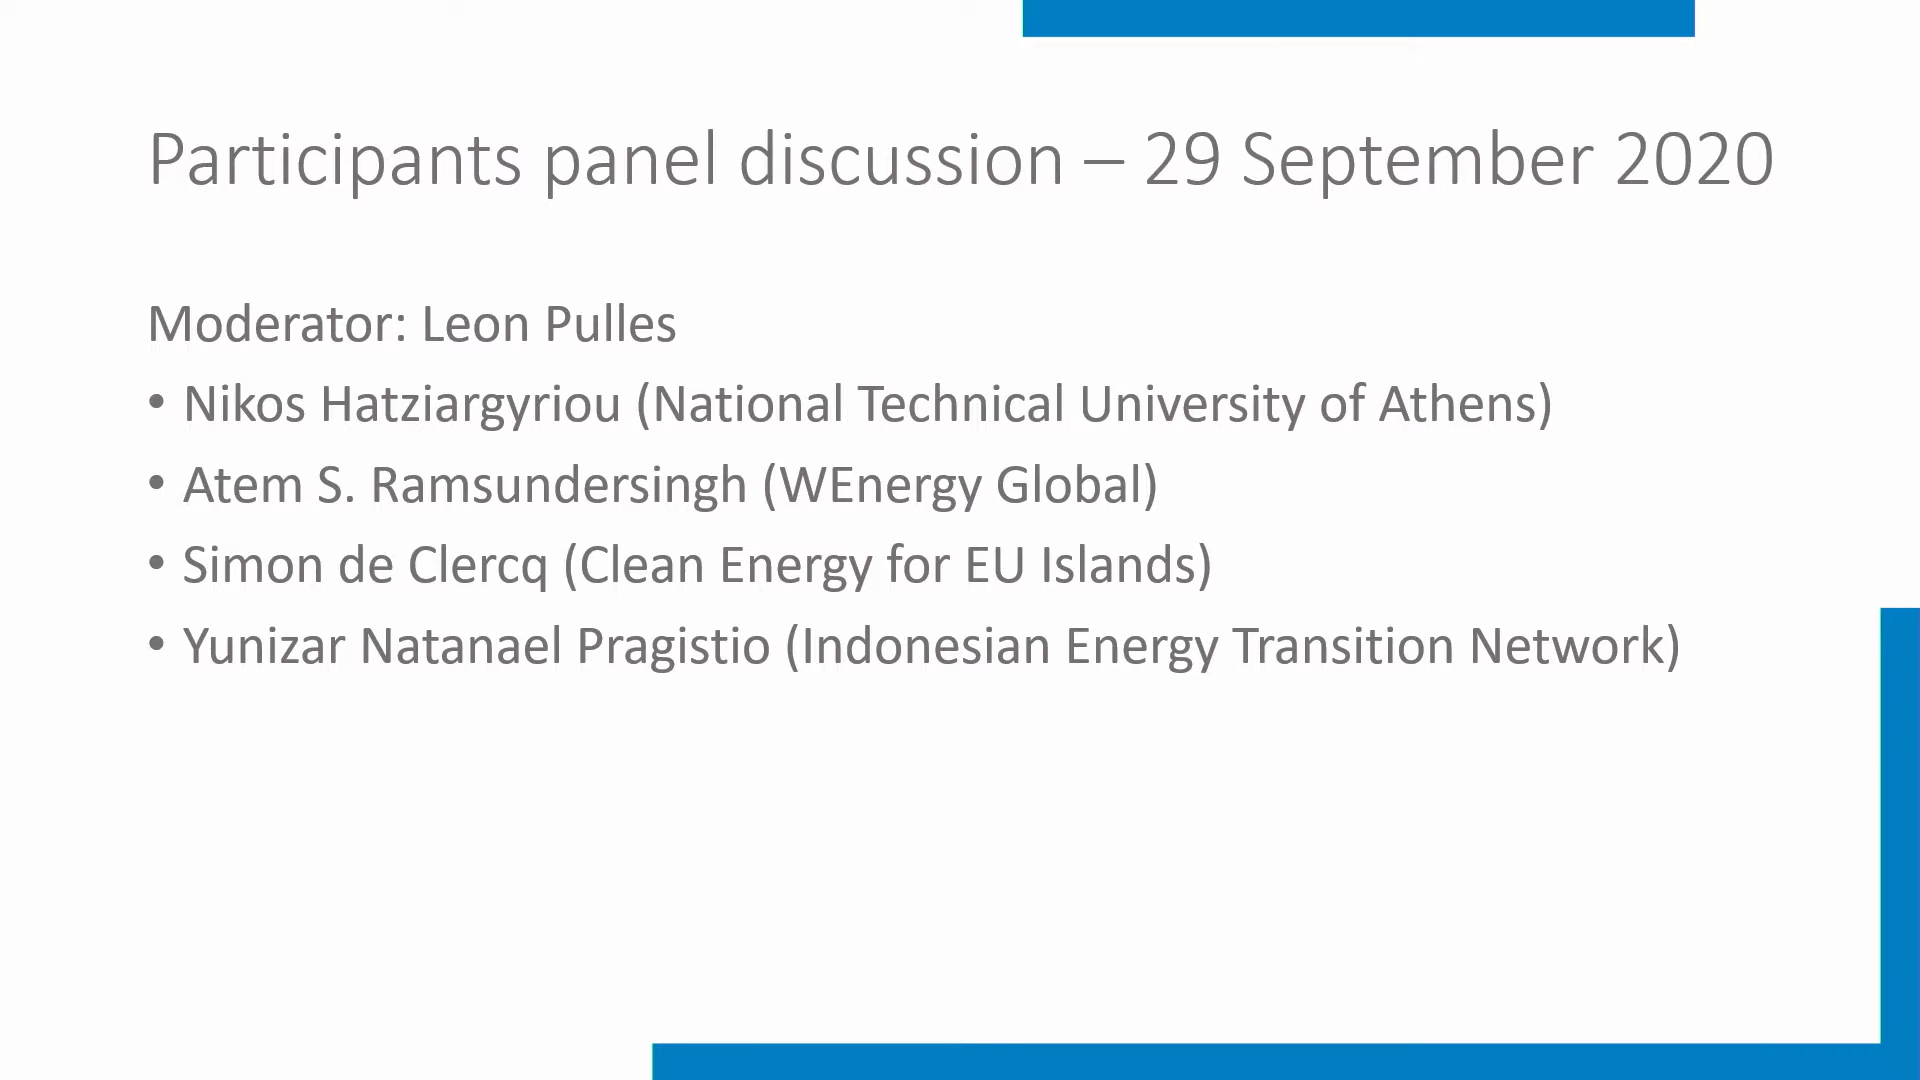 Participants panel discussion – 29 September 2020
Moderator: Leon Pulles
• Nikos Hatziargyriou (National Technical University of Athens)
• Atem S. Ramsundersingh (WEnergy Global)
• Simon de Clercq (Clean Energy for EU Islands)
• Yunizar Natanael Pragistio (Indonesian Energy Transition Network)